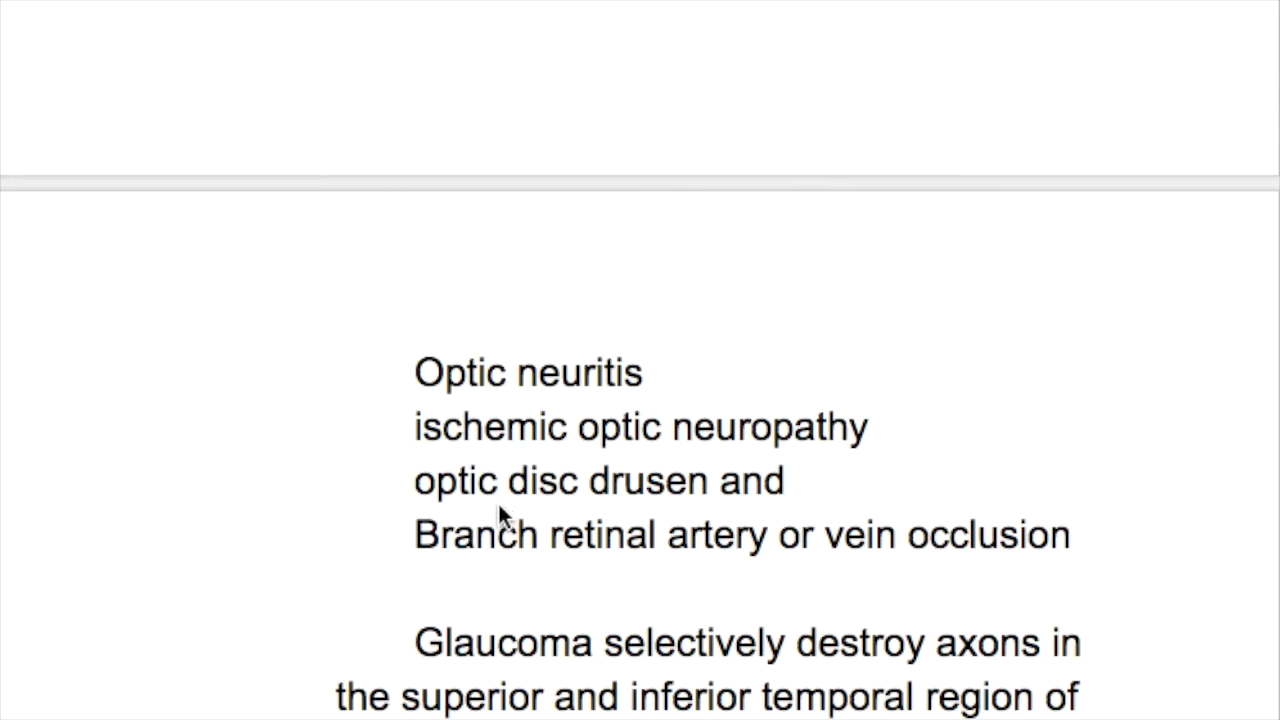 Optic neuritis
ischemic optic neuropathy
optic disc drusen and
Branch retinal artery or vein occlusion
Glaucoma selectively destroy axons in
the superior and inferior temporal region of